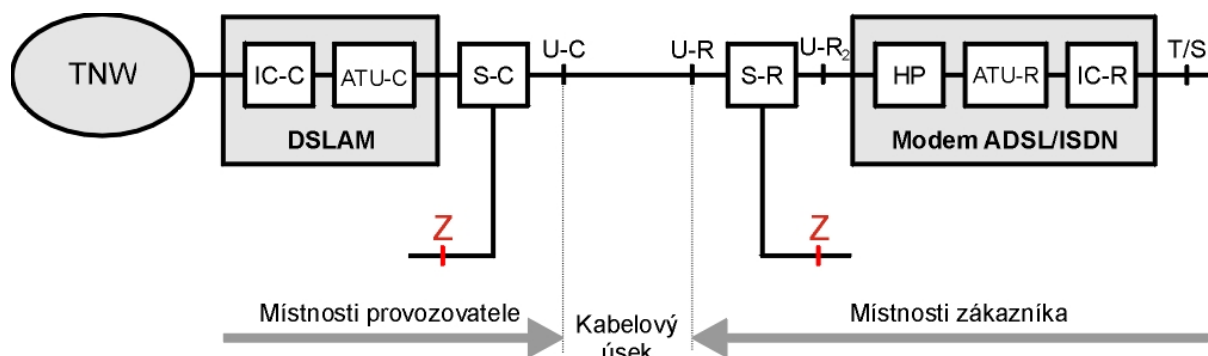 TNW
IC-C
ATU-C
DSLAM
S-C
U-C
U-R
S-R
U-R2
HP
ATU-R
IC-R
Modem ADSL/ISDN
T/S
Z
Z
Místnosti provozovatele
Kabelový
úsek
Místnosti zákazníka